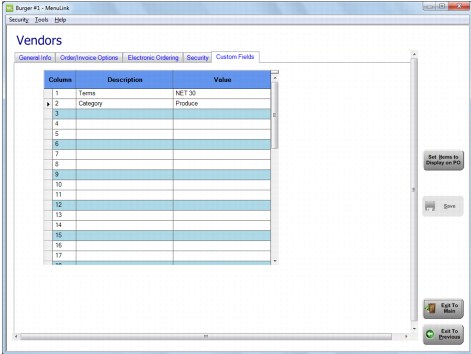 Burger #1 - MenuLink
Security Tools Help
Vendors
General Info Order/Invoice Options Electronic Ordering Security Custom Fields
Column Description Value
1 Terms NET 30
2 Category Produce
3
4
5
6
7
8
9
10
11
12
13
14
15
16
17
18
Set Items to
Display on PO
Save
Exit To
Main
Exit To
Previous